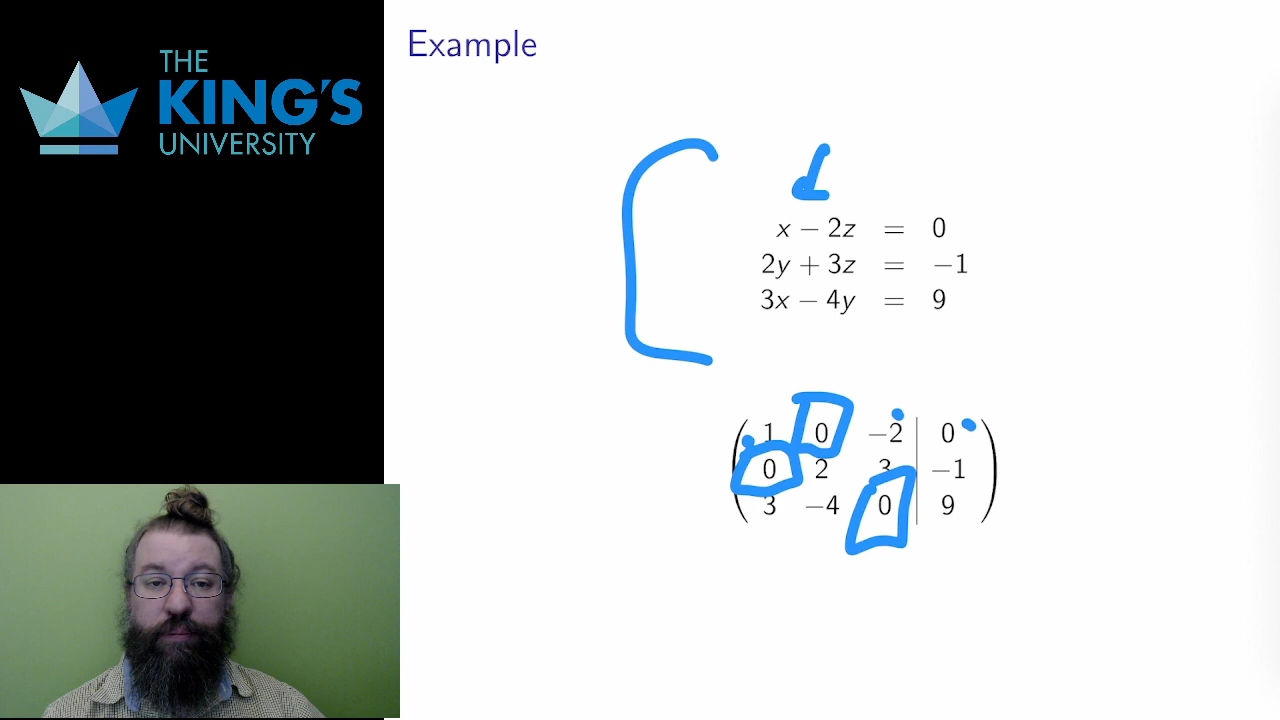 THE
KING'S
UNIVERSITY
Example
x − 2z = 0
2y + 3z = −1
3x − 4y = 9
1 0 −2 0
0 2 3 −1
3 −4 0 9